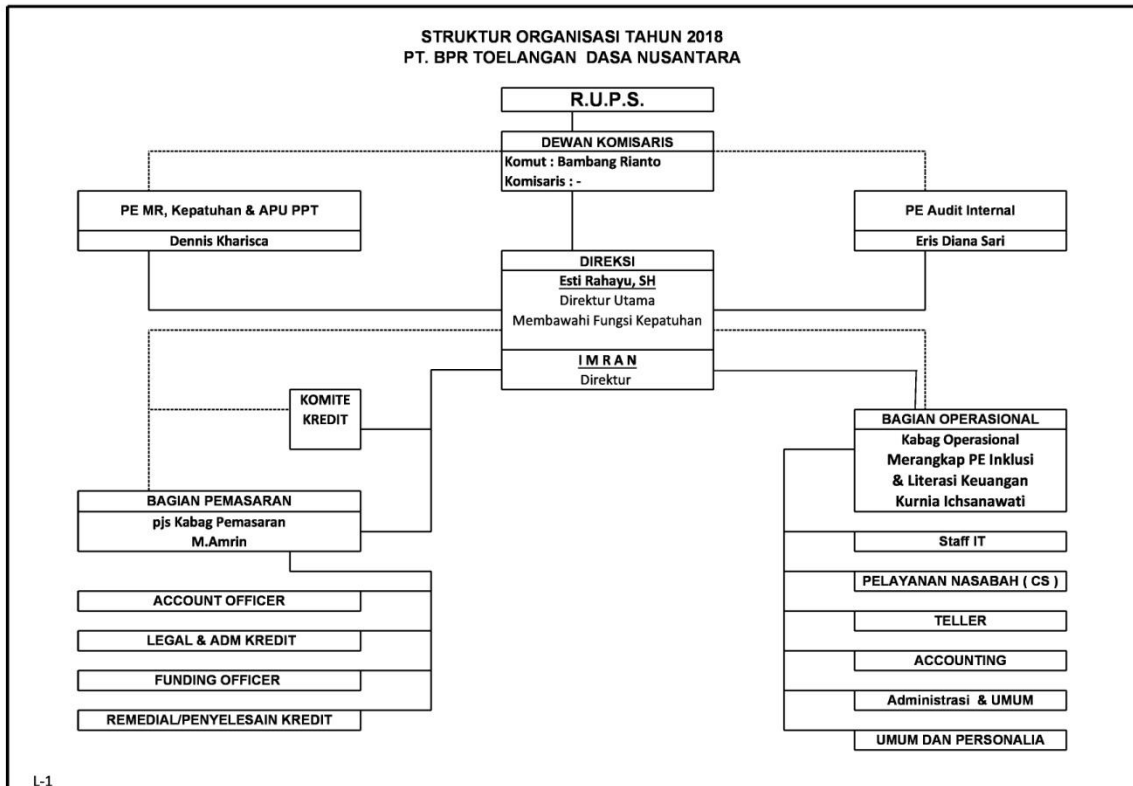 STRUKTUR ORGANISASI TAHUN 2018
PT. BPR TOELANGAN DASA NUSANTARA
R.U.P.S.
DEWAN KOMISARIS
Komut : Bambang Rianto
Komisaris : -
PE MR, Kepatuhan & APU PPT
Dennis Kharisca
PE Audit Internal
Eris Diana Sari
DIREKSI
Esti Rahayu, SH
Direktur Utama
Membawahi Fungsi Kepatuhan
I M R A N
Direktur
KOMITE
KREDIT
BAGIAN PEMASARAN
pjs Kabag Pemasaran
M.Amrin
ACCOUNT OFFICER
LEGAL & ADM KREDIT
FUNDING OFFICER
REMEDIAL/PENYELESAIN KREDIT
BAGIAN OPERASIONAL
Kabag Operasional
Merangkap PE Inklusi
& Literasi Keuangan
Kurnia Ichsanawati
Staff IT
PELAYANAN NASABAH ( CS )
TELLER
ACCOUNTING
Administrasi & UMUM
UMUM DAN PERSONALIA
L-1